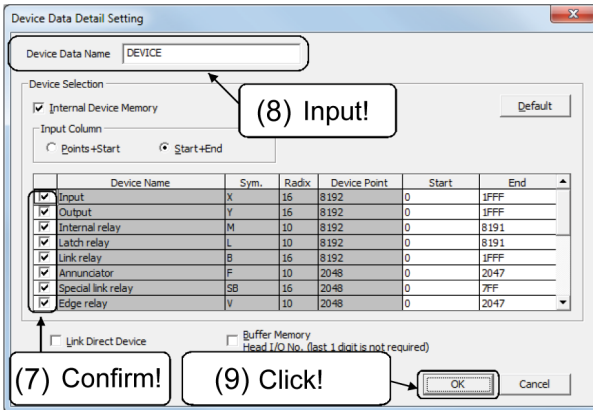 Device Data Detail Setting
Device Data Name DEVICE
Device Selection
(8) Input!
Internal Device Memory
Default
Input Column
Points+Start Start+End
Device Name Sym. Radix Device Point Start End
Input X 16 8192 0 1FFF
Output Y 16 8192 0 1FFF
Internal relay M 10 8192 0 8191
Latch relay L 10 8192 0 8191
Link relay B 16 8192 0 1FFF
Annunciator F 10 2048 0 2047
Special link relay SB 16 2048 0 7FF
Edge relay V 10 2048 0 2047
Link Direct Device Buffer Memory
Head I/O No. (last 1 digit is not required)
(7) Confirm! (9) Click!
OK Cancel